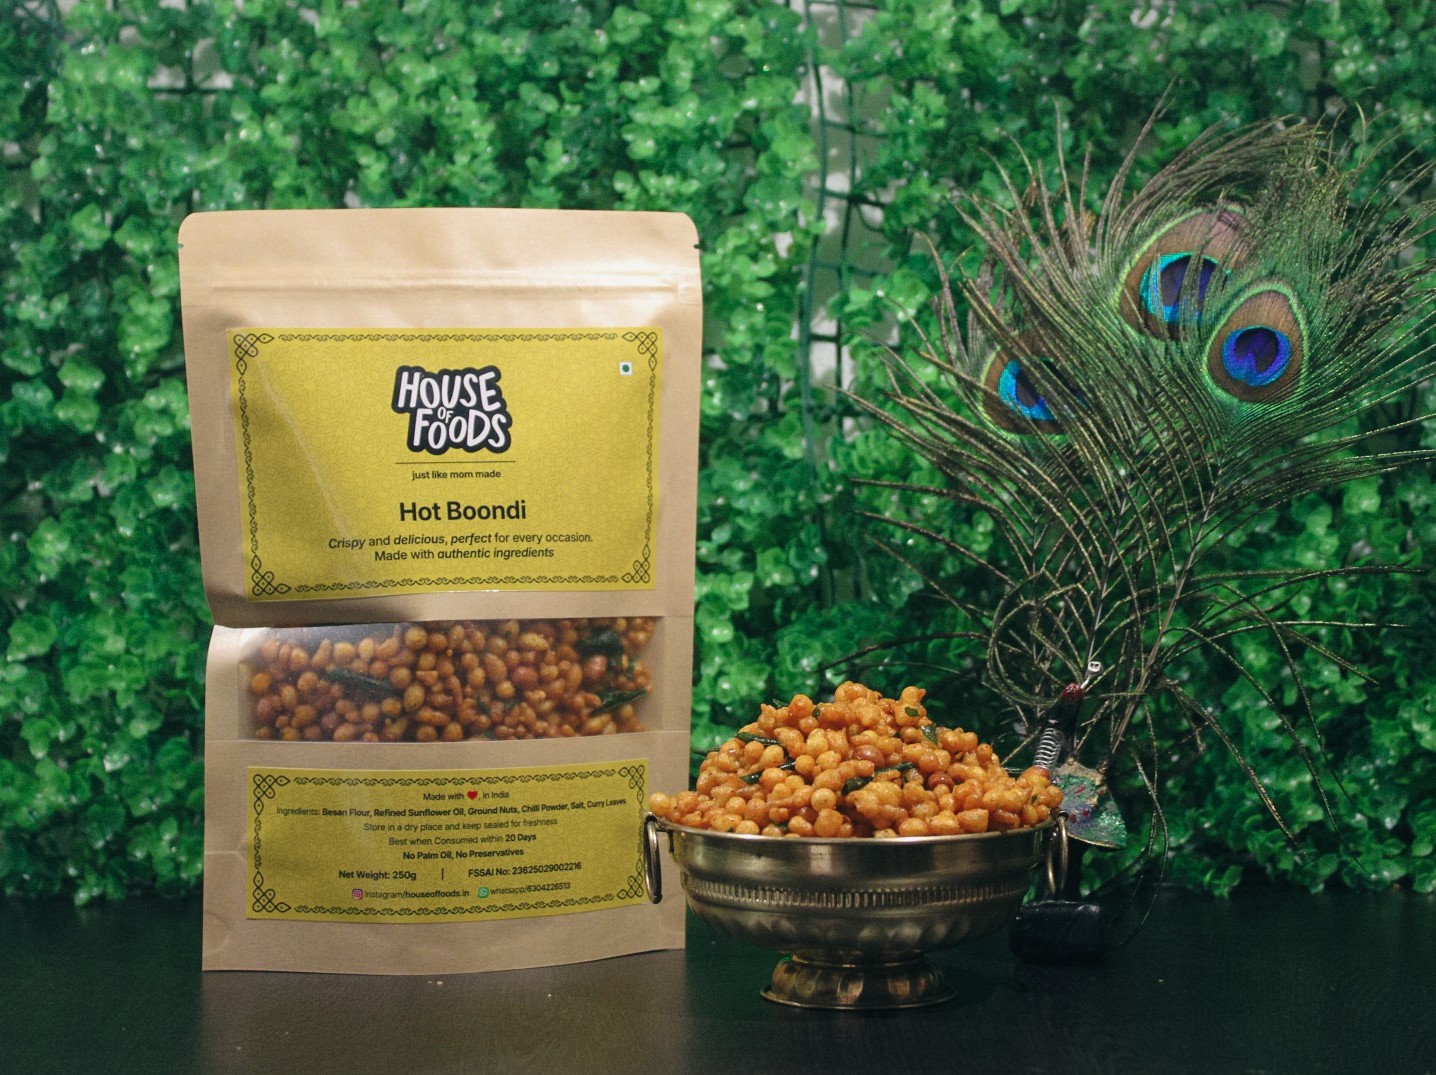 HOUSE
OF
FOODS
just like mom made
Hot Boondi
Crispy and delicious, perfect for every occasion.
Made with authentic ingredients
Made with ❤, in India
Ingredients: Besan Flour, Refined Sunflower Oil, Ground Nuts, Chilli Powder, Salt, Curry Leaves
Store in a dry place and keep sealed for freshness
Best when Consumed within 20 Days
No Palm Oil, No Preservatives
Net Weight: 250g | FSSAI No: 23625029002216
instagram/houseoffoods.in whatsapp/6304226513